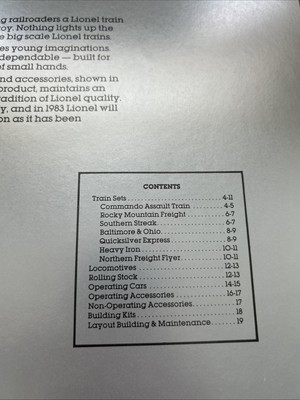 g railroaders a Lionel train
oy. Nothing lights up the
e big scale Lionel trains.
es young imaginations.
dependable — built for
of small hands.
nd accessories, shown in
product, maintains an
radition of Lionel quality.
y, and in 1983 Lionel will
on as it has been
CONTENTS
Train Sets........................4-11
Commando Assault Train........4-5
Rocky Mountain Freight..........6-7
Southern Streak..................6-7
Baltimore & Ohio.................8-9
Quicksilver Express..............8-9
Heavy Iron.....................10-11
Northern Freight Flyer..........10-11
Locomotives......................12-13
Rolling Stock.....................12-13
Operating Cars...................14-15
Operating Accessories............16-17
Non-Operating Accessories..........17
Building Kits........................18
Layout Building & Maintenance......19